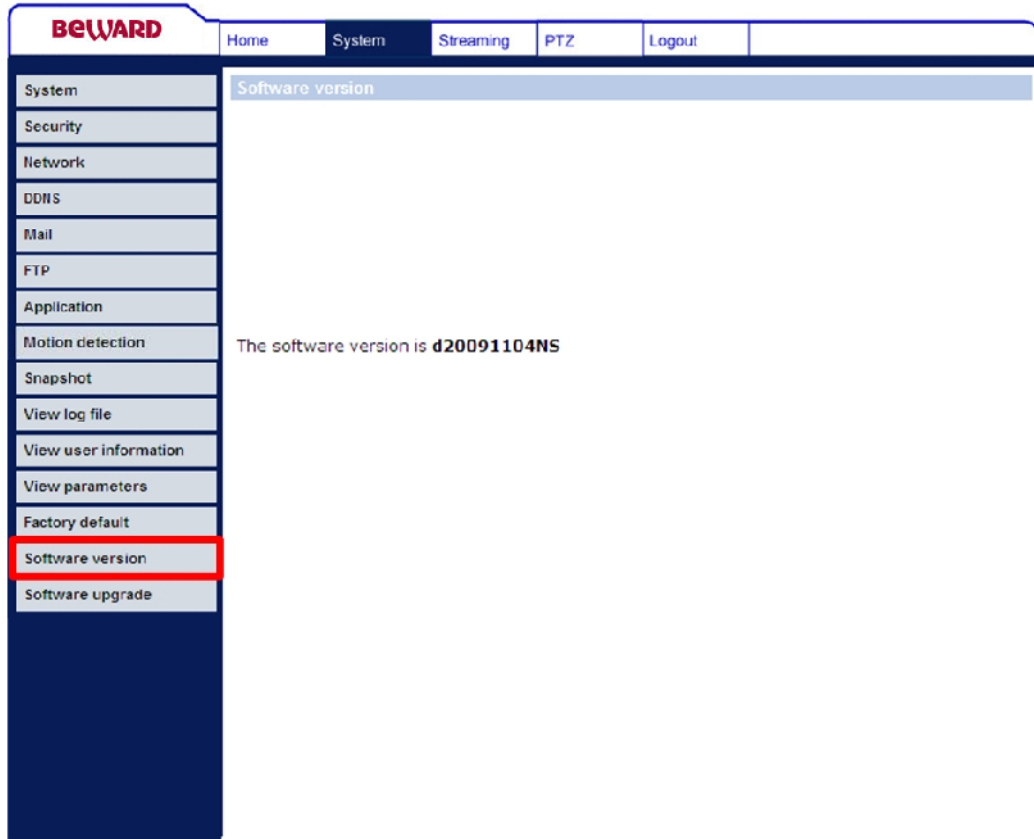 BEWARD
Home System Streaming PTZ Logout
System
Security
Network
DDNS
Mail
FTP
Application
Motion detection
Snapshot
View log file
View user information
View parameters
Factory default
Software version
Software upgrade
Software version
The software version is d20091104NS